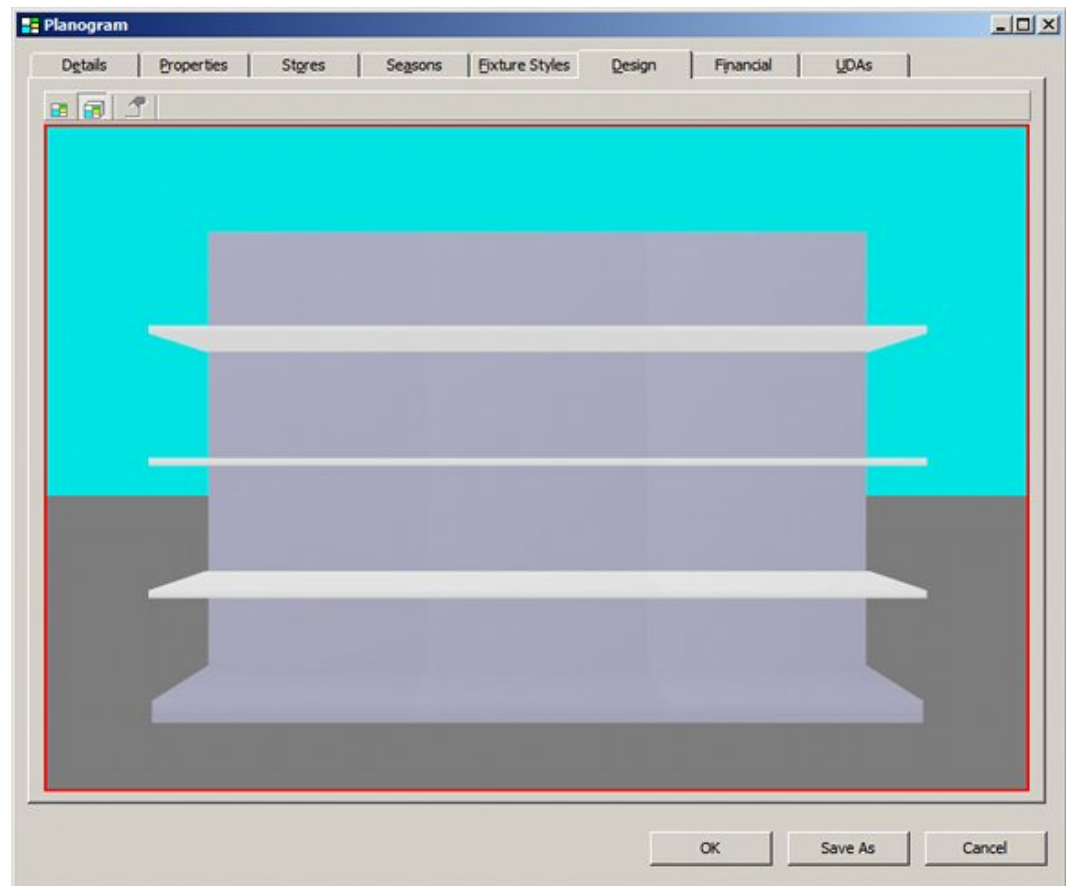 Planogram
Details Properties Stores Seasons Fixture Styles Design Financial UDAs
OK Save As Cancel